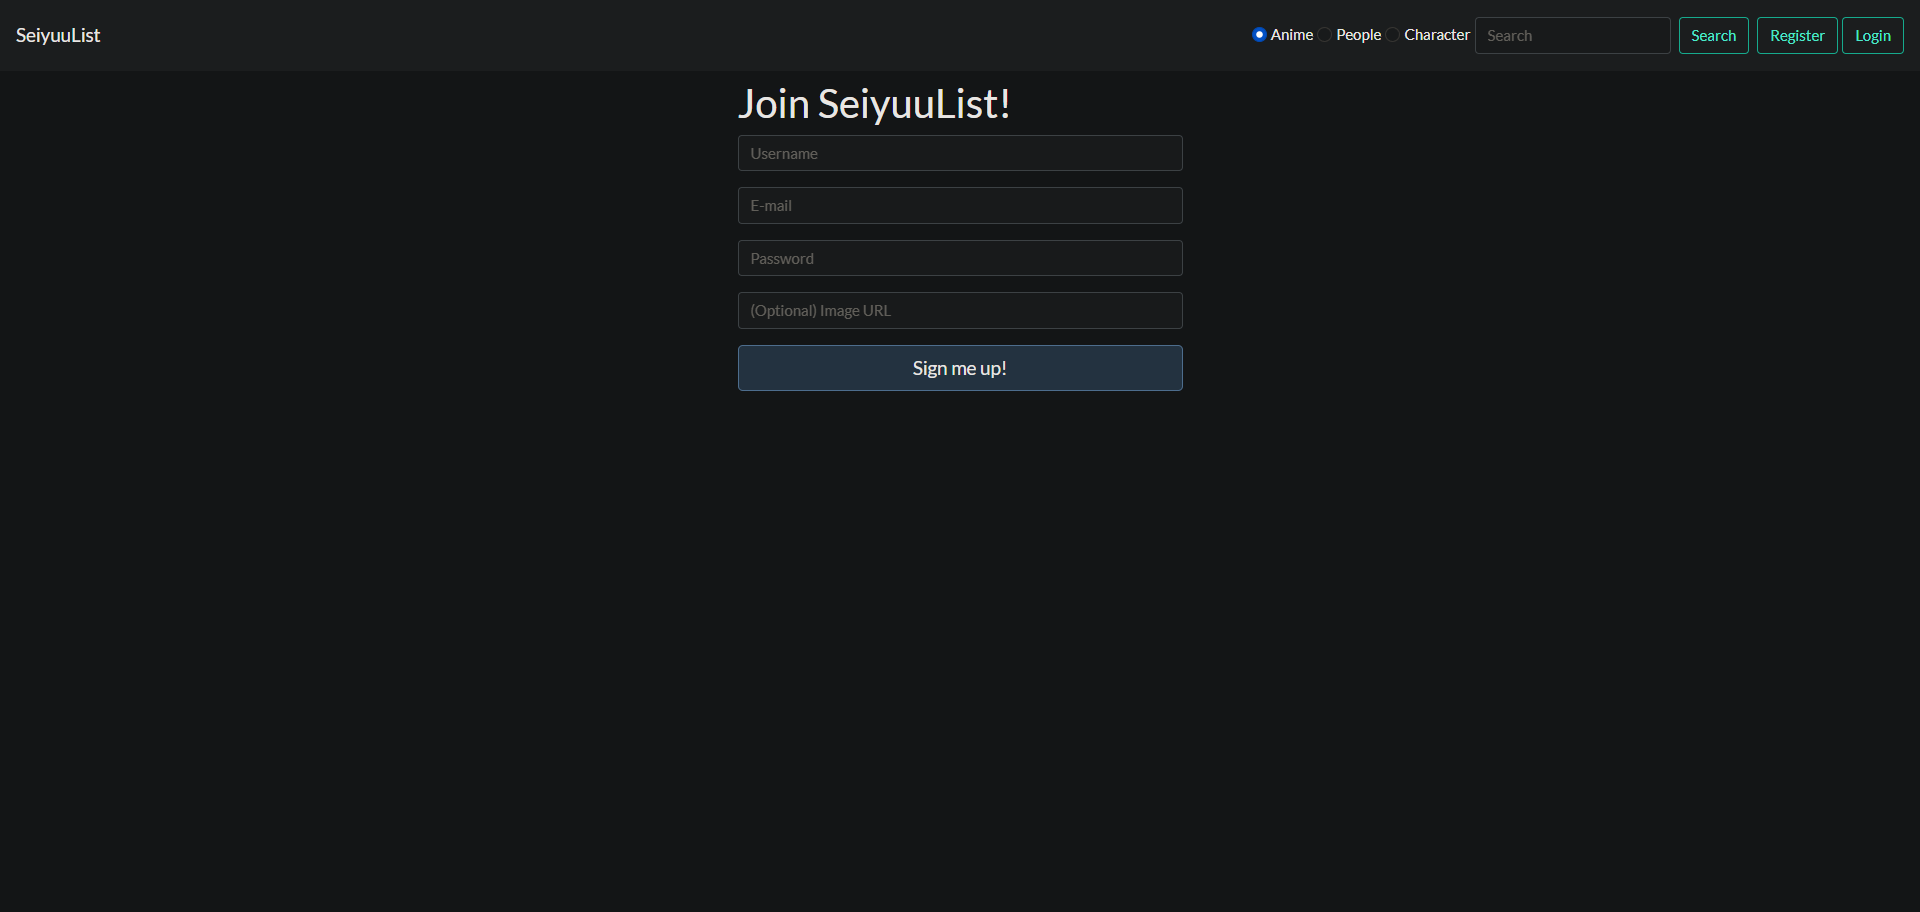 SeiyuuList Anime People Character Search Search Register Login
Join SeiyuuList!
Username
E-mail
Password
(Optional) Image URL
Sign me up!